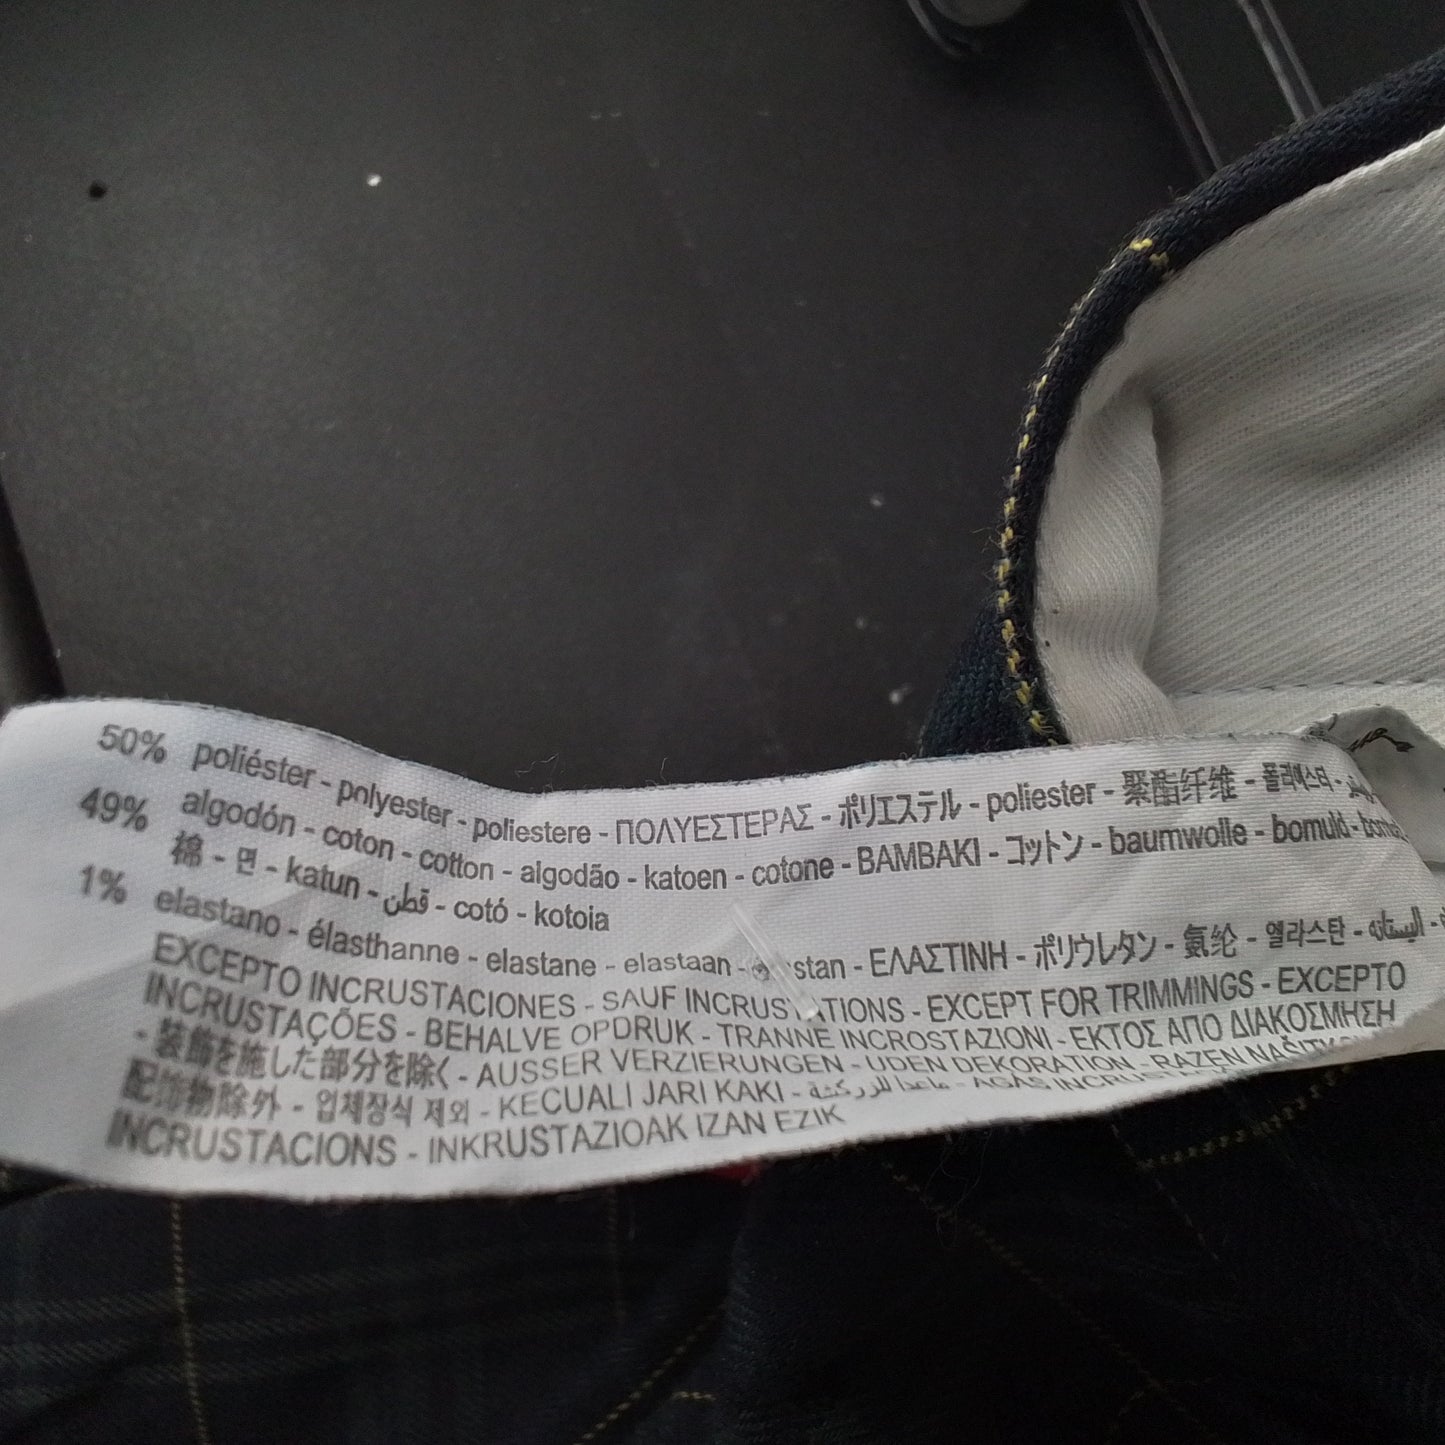 50% poliéster - polyester - poliestere - ΠΟΛΥΕΣΤΕΡΑΣ - ポリエステル - poliester - 聚酯纤维 - 폴리에스터 -
49% algodón - coton - cotton - algodão - katoen - cotone - BAMBAKI - コットン - baumwolle - bomuld -
棉 - 면 - katun - قطن - cotó - kotoia
1% elastano - élasthanne - elastane - elastaan - - ΕΛΑΣΤΙΝΗ - ポリウレタン - 氨纶 - 엘라스탄 -
EXCEPTO INCRUSTACIONES - SAUF - EXCEPT FOR TRIMMINGS - EXCEPTO
INCRUSTAÇÕES - BEHALVE OPDRUK - TRANNE INCROSTAZIONI - ΕΚΤΟΣ ΑΠΟ ΔΙΑΚΟΣΜΗΣΗ
- 装飾を施した部分を除く - AUSSER VERZIERUNGEN - UDEN DEKORATION - RAZEN
配饰物除外 - 입체장식 제외 - KECUALI JARI KAKI - ماعدا للزركشة -
INCRUSTACIONS - INKRUSTAZIOAK IZAN EZIK